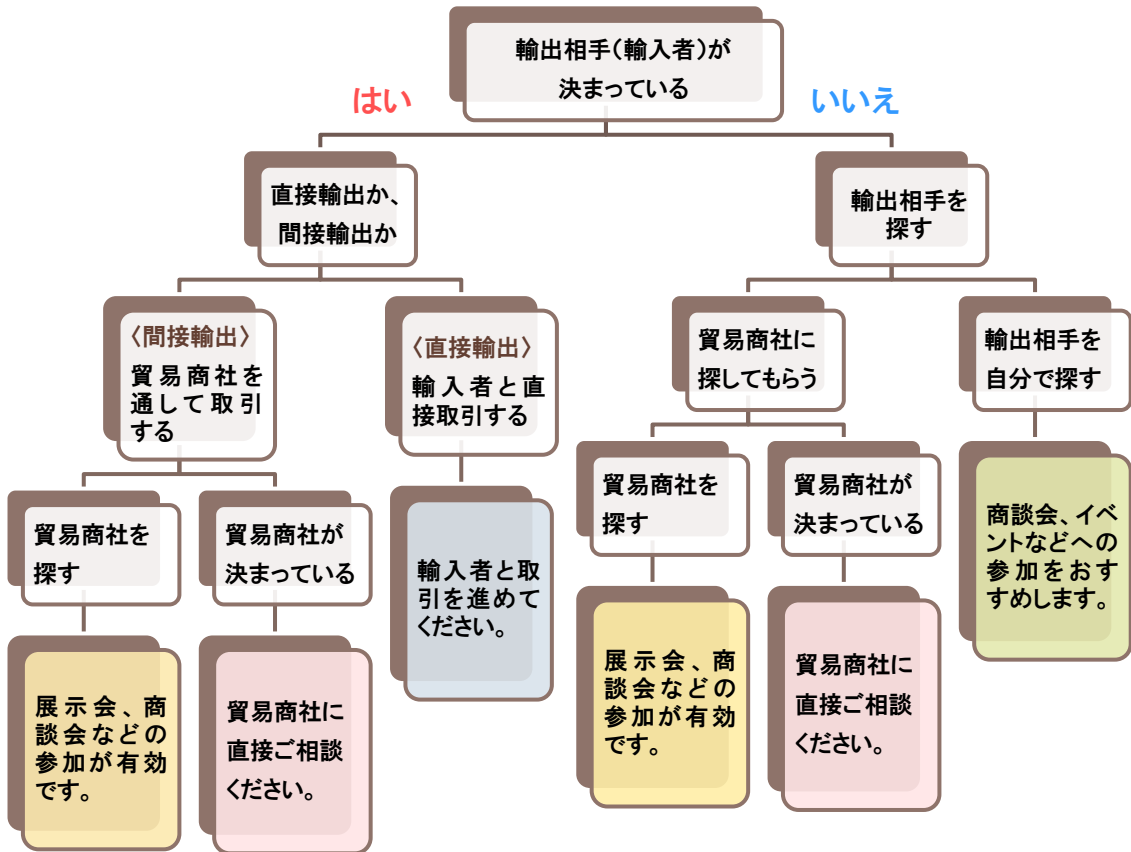 輸出相手(輸入者)が
決まっている
はい
いいえ
直接輸出か、
間接輸出か
輸出相手を
探す
〈間接輸出〉
貿易商社を
通して取引
する
〈直接輸出〉
輸入者と直
接取引する
貿易商社に
探してもらう
輸出相手を
自分で探す
貿易商社を
探す
貿易商社が
決まっている
輸入者と取
引を進めて
ください。
貿易商社を
探す
貿易商社が
決まっている
商談会、イベ
ントなどへの
参加をおす
すめします。
展示会、商
談会などの
参加が有効
です。
貿易商社に
直接ご相談
ください。
展示会、商
談会などの
参加が有効
です。
貿易商社に
直接ご相談
ください。